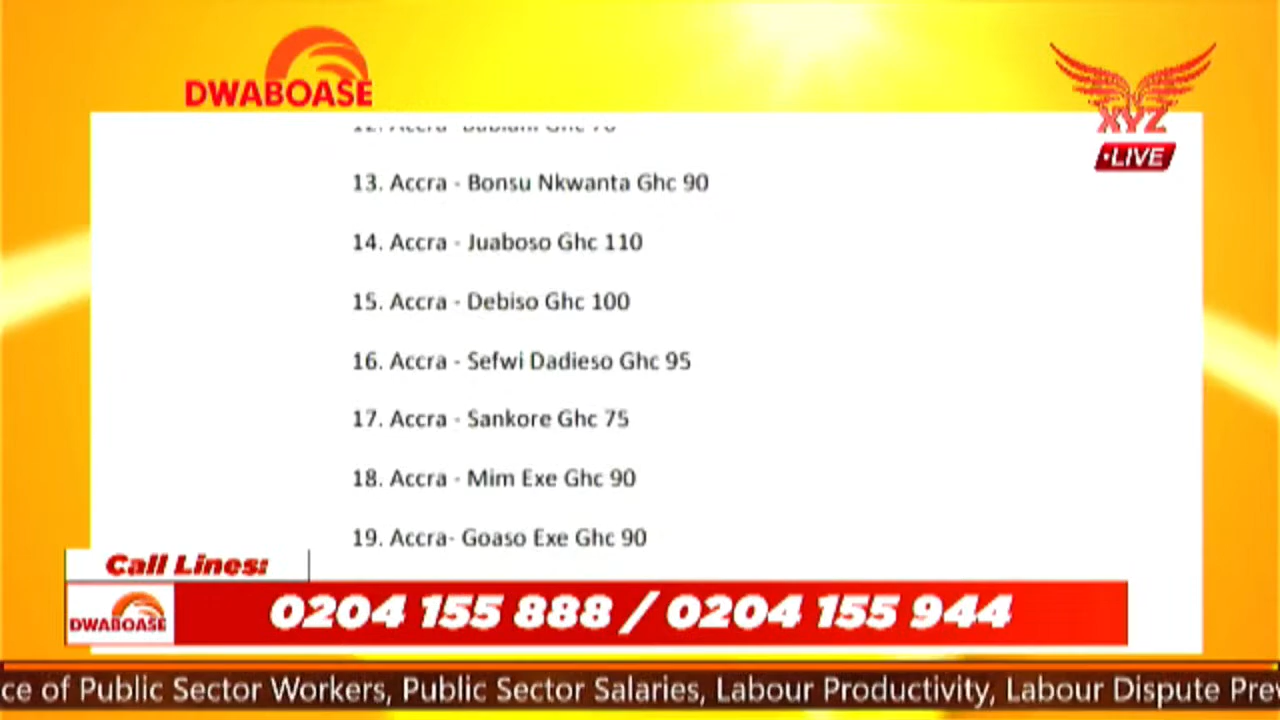 DWABOASE
XYZ
LIVE
13. Accra - Bonsu Nkwanta Ghc 90
14. Accra - Juaboso Ghc 110
15. Accra - Debiso Ghc 100
16. Accra - Sefwi Dadieso Ghc 95
17. Accra - Sankore Ghc 75
18. Accra - Mim Exe Ghc 90
19. Accra- Goaso Exe Ghc 90
Call Lines:
DWABOASE
0204 155 888 / 0204 155 944
of Public Sector Workers, Public Sector Salaries, Labour Productivity, Labour Dispute